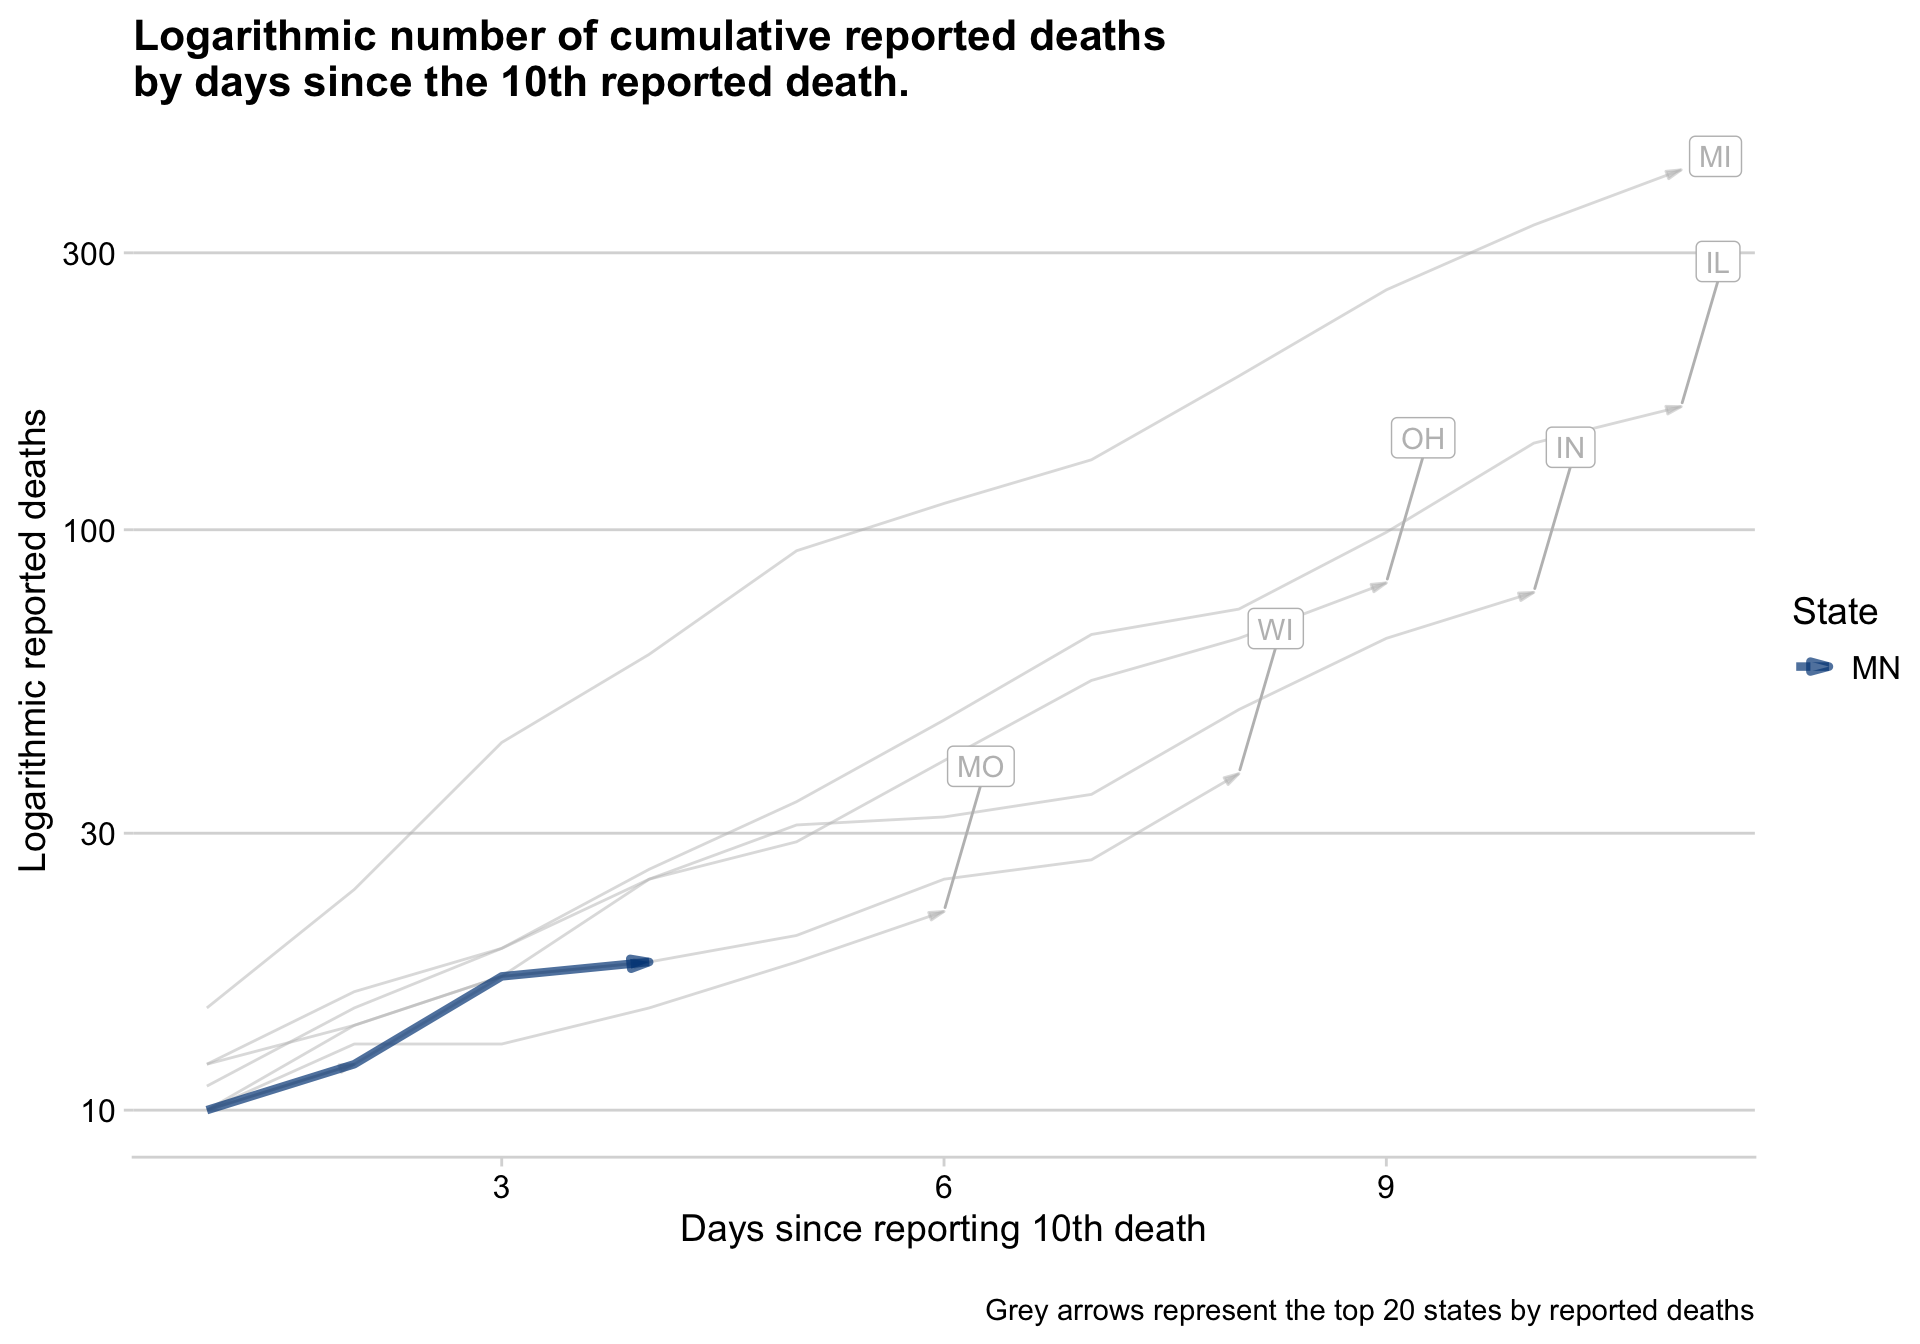 Logarithmic number of cumulative reported deaths
by days since the 10th reported death.
MI
300
IL
OH
IN
100
Logarithmic reported deaths
State
WI
MN
MO
30
10
3
6
9
Days since reporting 10th death
Grey arrows represent the top 20 states by reported deaths